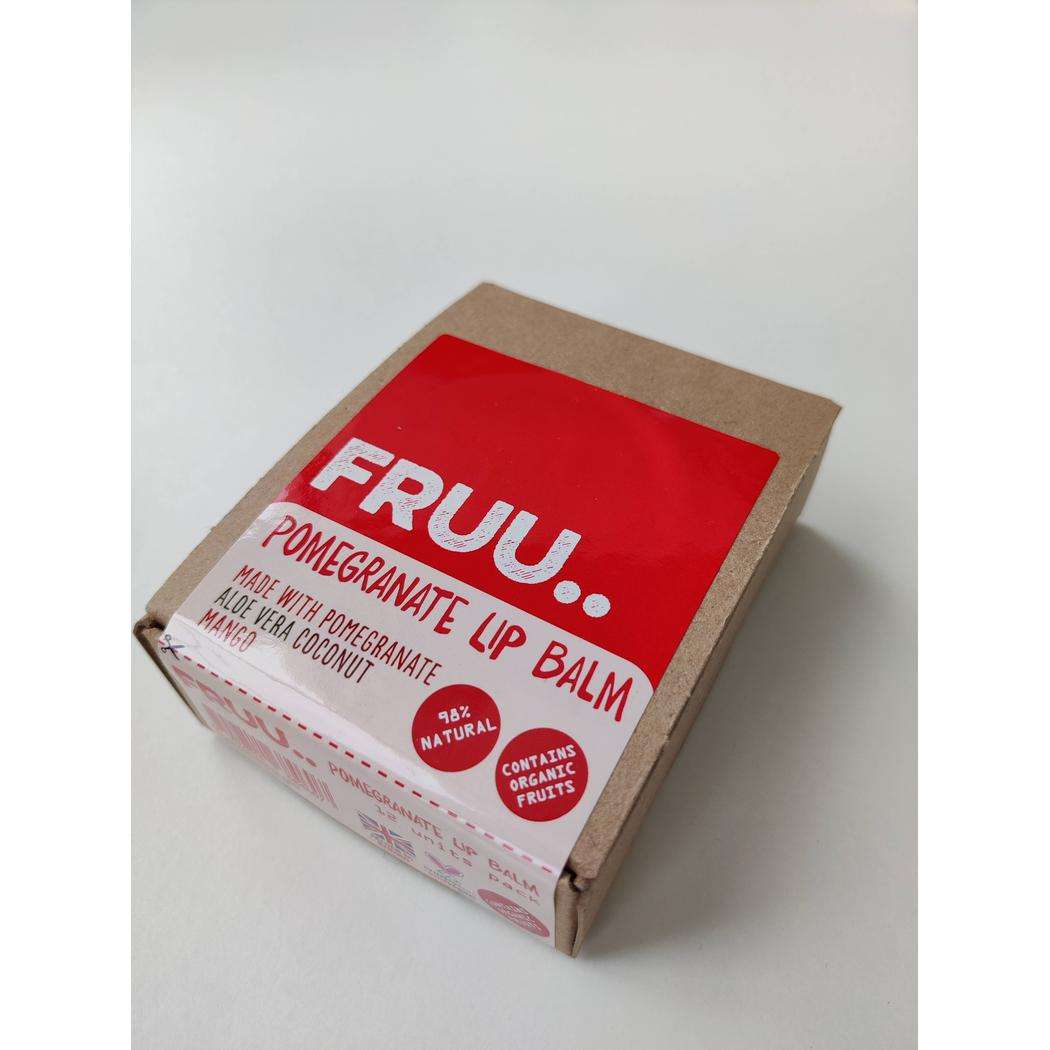 FRUU..
POMEGRANATE LIP BALM
MADE WITH POMEGRANATE
ALOE VERA COCONUT
MANGO
98%
NATURAL
CONTAINS
ORGANIC
FRUITS
FRUU..
POMEGRANATE LIP BALM
12 units pack